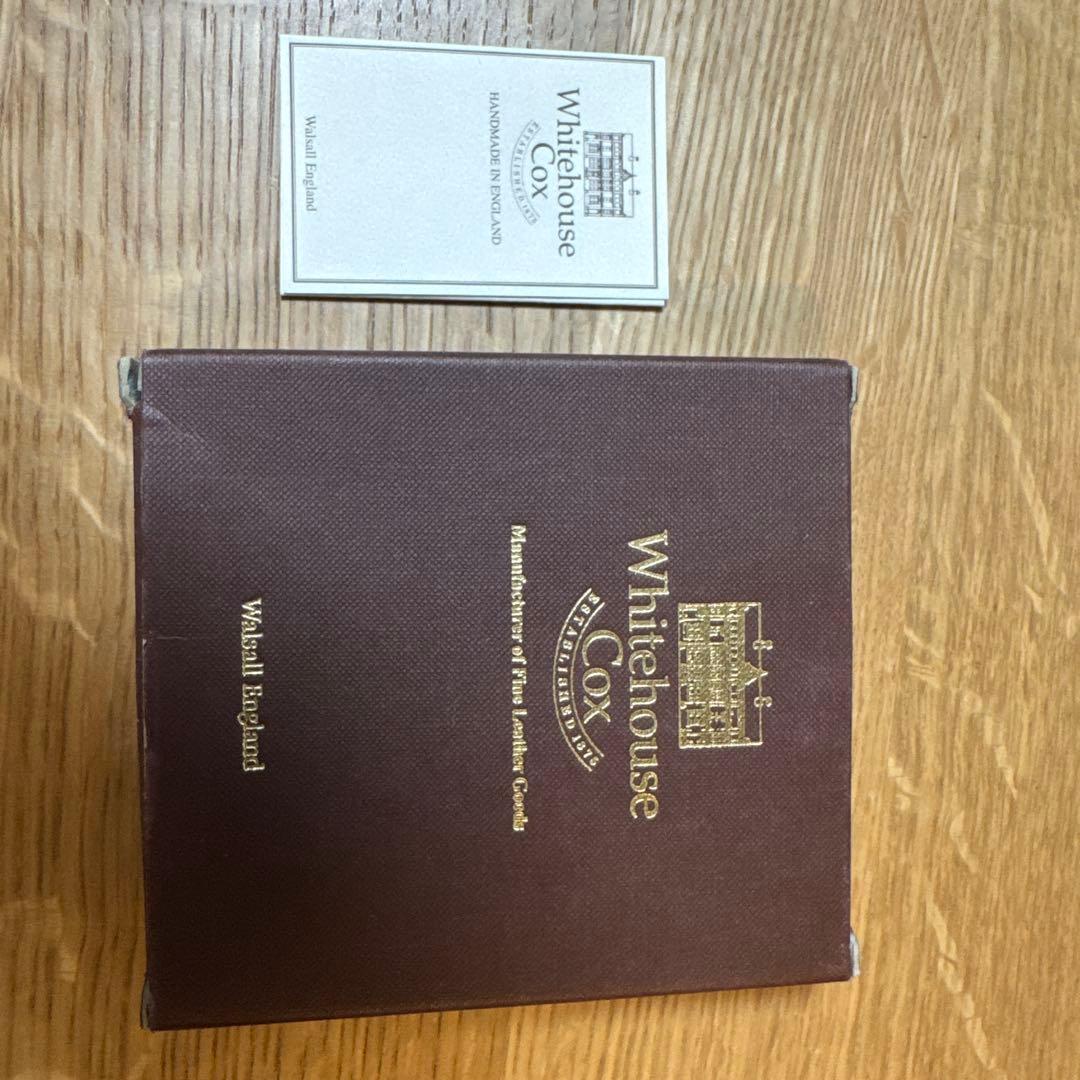 Whitehouse
Cox
ESTABLISHED 1875
HANDMADE IN ENGLAND
Walsall England
Whitehouse
Cox
ESTABLISHED 1875
Manufacturer of Fine Leather Goods
Walsall England